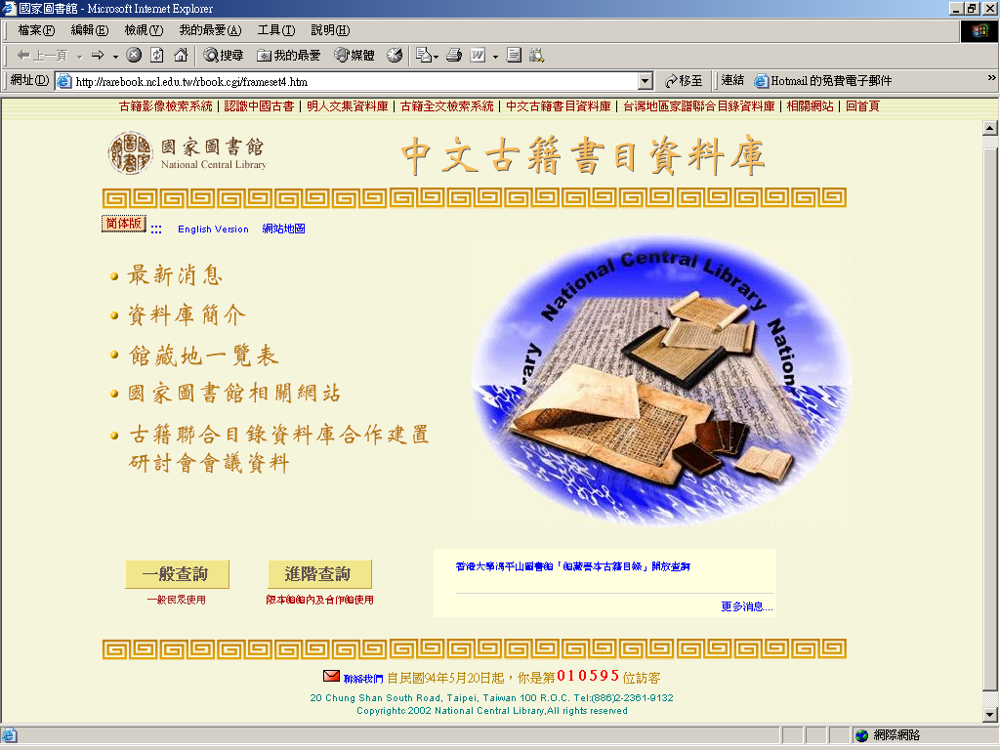 國家圖書館 - Microsoft Internet Explorer
檔案(F) 編輯(E) 檢視(V) 我的最愛(A) 工具(T) 說明(H)
上一頁 搜尋 我的最愛 媒體
網址(D) http://rarebook.ncl.edu.tw/rbook.cgi/frameset4.htm 移至 連結 Hotmail 的免費電子郵件
古籍影像檢索系統 | 認識中國古書 | 明人文集資料庫 | 古籍全文檢索系統 | 中文古籍書目資料庫 | 台灣地區家譜聯合目錄資料庫 | 相關網站 | 回首頁
國家圖書館
National Central Library
中文古籍書目資料庫
简体版 ::: English Version 網站地圖
National Central Library National
rary
最新消息
資料庫簡介
館藏地一覽表
國家圖書館相關網站
古籍聯合目錄資料庫合作建置
研討會會議資料
一般查詢 進階查詢
一般民眾使用 限本館館內及合作館使用
香港大學馮平山圖書館「館藏善本古籍目錄」開放查詢
更多消息...
聯絡我們 自民國94年5月20日起，你是第010595位訪客
20 Chung Shan South Road, Taipei, Taiwan 100 R.O.C. Tel:(886)2-2361-9132
Copyrightc 2002 National Central Library,All rights reserved
網際網路